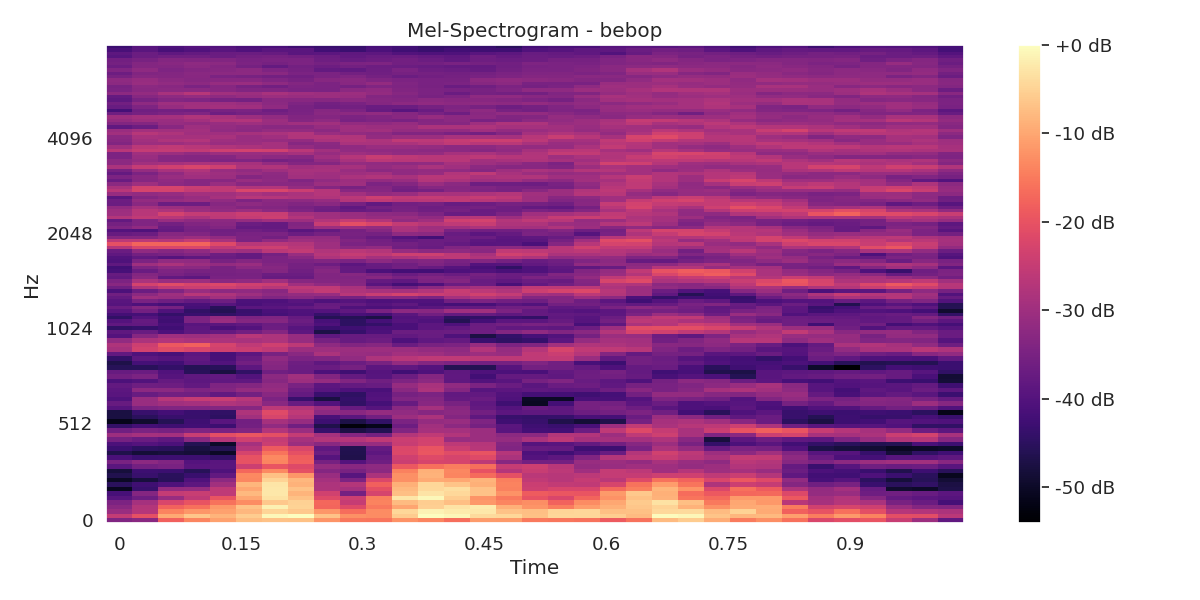 Mel-Spectrogram - bebop
+0 dB
-10 dB
-20 dB
-30 dB
-40 dB
-50 dB
4096
2048
1024
512
0
Hz
0
0.15
0.3
0.45
0.6
0.75
0.9
Time